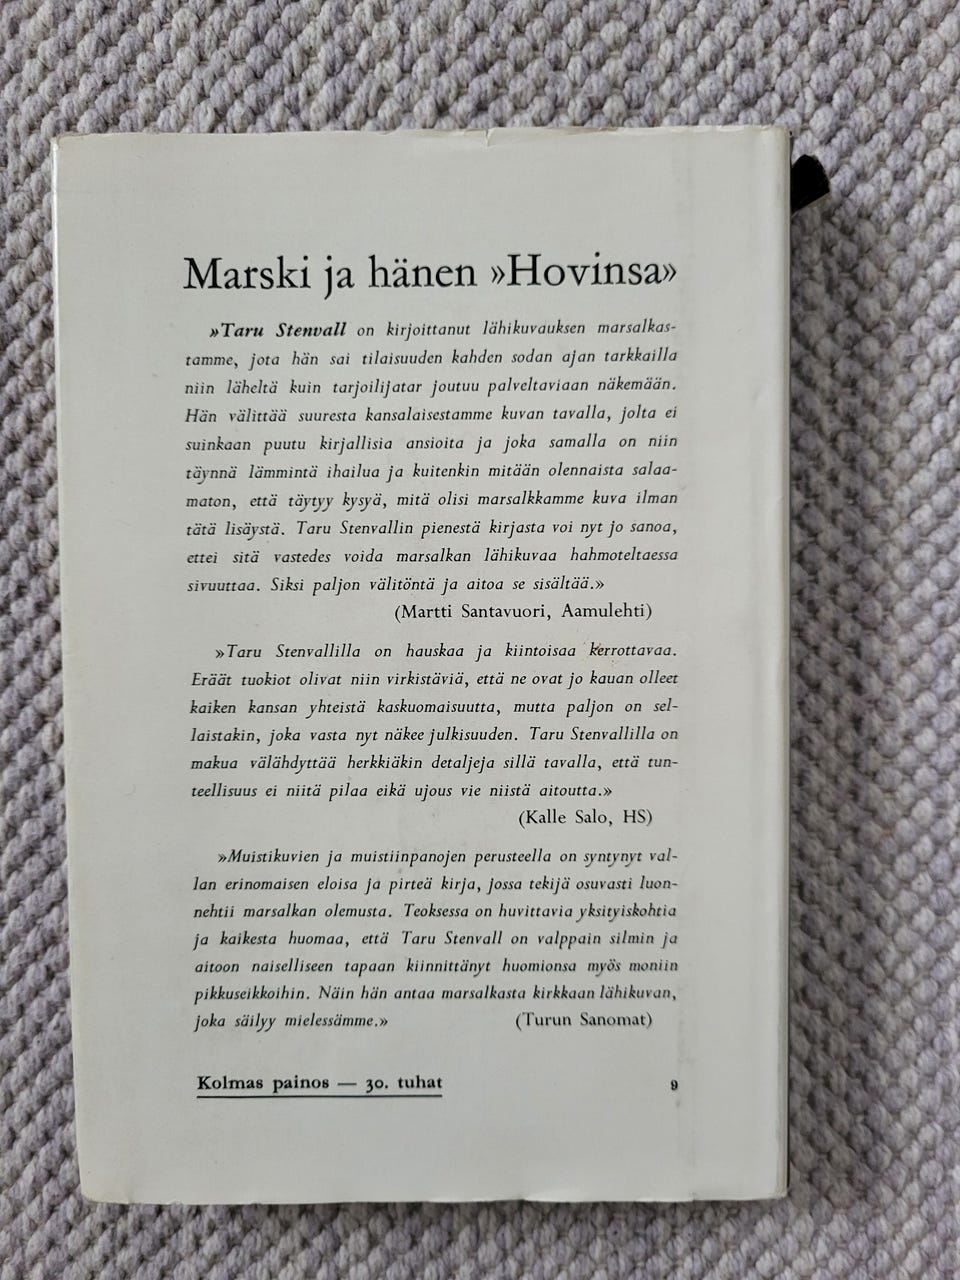 Marski ja hänen »Hovinsa»
»Taru Stenvall on kirjoittanut lähikuvauksen marsalkas-
tamme, jota hän sai tilaisuuden kahden sodan ajan tarkkailla
niin läheltä kuin tarjoilijatar joutuu palveltaviaan näkemään.
Hän välittää suuresta kansalaisestamme kuvan tavalla, jolta ei
suinkaan puutu kirjallisia ansioita ja joka samalla on niin
täynnä lämmintä ihailua ja kuitenkin mitään olennaista salaa-
maton, että täytyy kysyä, mitä olisi marsalkkamme kuva ilman
tätä lisäystä. Taru Stenvallin pienestä kirjasta voi nyt jo sanoa,
ettei sitä vastedes voida marsalkan lähikuvaa hahmoteltaessa
sivuuttaa. Siksi paljon välitöntä ja aitoa se sisältää.»
(Martti Santavuori, Aamulehti)
»Taru Stenvallilla on hauskaa ja kiintoisaa kerrottavaa.
Eräät tuokiot olivat niin virkistäviä, että ne ovat jo kauan olleet
kaiken kansan yhteistä kaskuomaisuutta, mutta paljon on sel-
laistakin, joka vasta nyt näkee julkisuuden. Taru Stenvallilla on
makua välähdyttää herkkiäkin detaljeja sillä tavalla, että tun-
teellisuus ei niitä pilaa eikä ujous vie niistä aitoutta.»
(Kalle Salo, HS)
»Muistikuvien ja muistiinpanojen perusteella on syntynyt val-
lan erinomaisen eloisa ja pirteä kirja, jossa tekijä osuvasti luon-
nehtii marsalkan olemusta. Teoksessa on huvittavia yksityiskohtia
ja kaikesta huomaa, että Taru Stenvall on valppain silmin ja
aitoon naiselliseen tapaan kiinnittänyt huomionsa myös moniin
pikkuseikkoihin. Näin hän antaa marsalkasta kirkkaan lähikuvan,
joka säilyy mielessämme.» (Turun Sanomat)
Kolmas painos — 30. tuhat 9